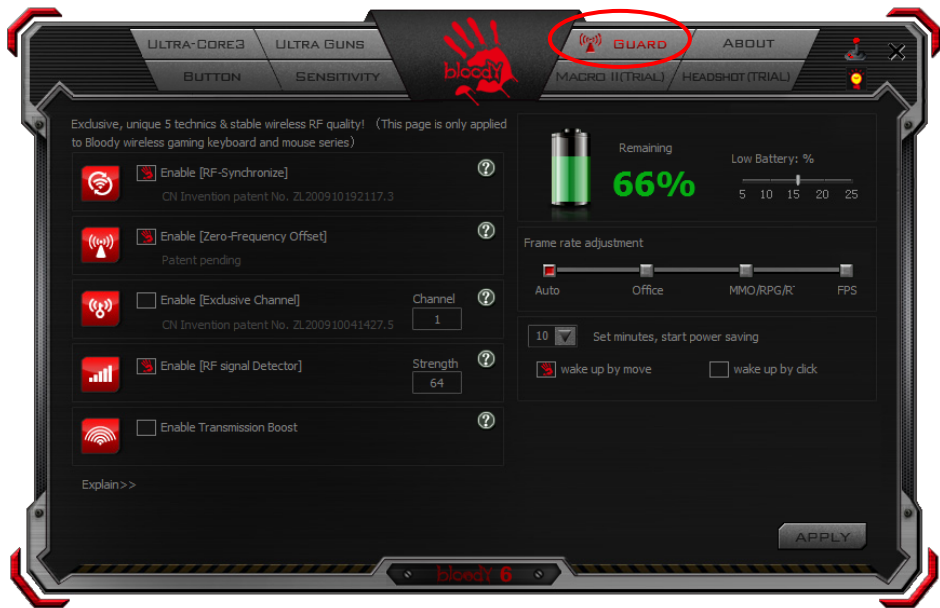 ULTRA-CORE3
ULTRA GUNS
GUARD
ABOUT
BUTTON
SENSITIVITY
bloody
MACRO II(TRIAL)
HEADSHOT (TRIAL)
Exclusive, unique 5 technics & stable wireless RF quality! (This page is only applied
to Bloody wireless gaming keyboard and mouse series)
Enable [RF-Synchronize]
?
CN Invention patent No. ZL200910192117.3
Enable [Zero-Frequency Offset]
?
Patent pending
Enable [Exclusive Channel]
Channel
?
CN Invention patent No. ZL200910041427.5
1
Enable [RF signal Detector]
Strength
?
64
Enable Transmission Boost
?
Explain>>
Remaining
66%
Low Battery: %
5 10 15 20 25
Frame rate adjustment
Auto Office MMO/RPG/R FPS
10
Set minutes, start power saving
wake up by move
wake up by click
APPLY
bloody 6